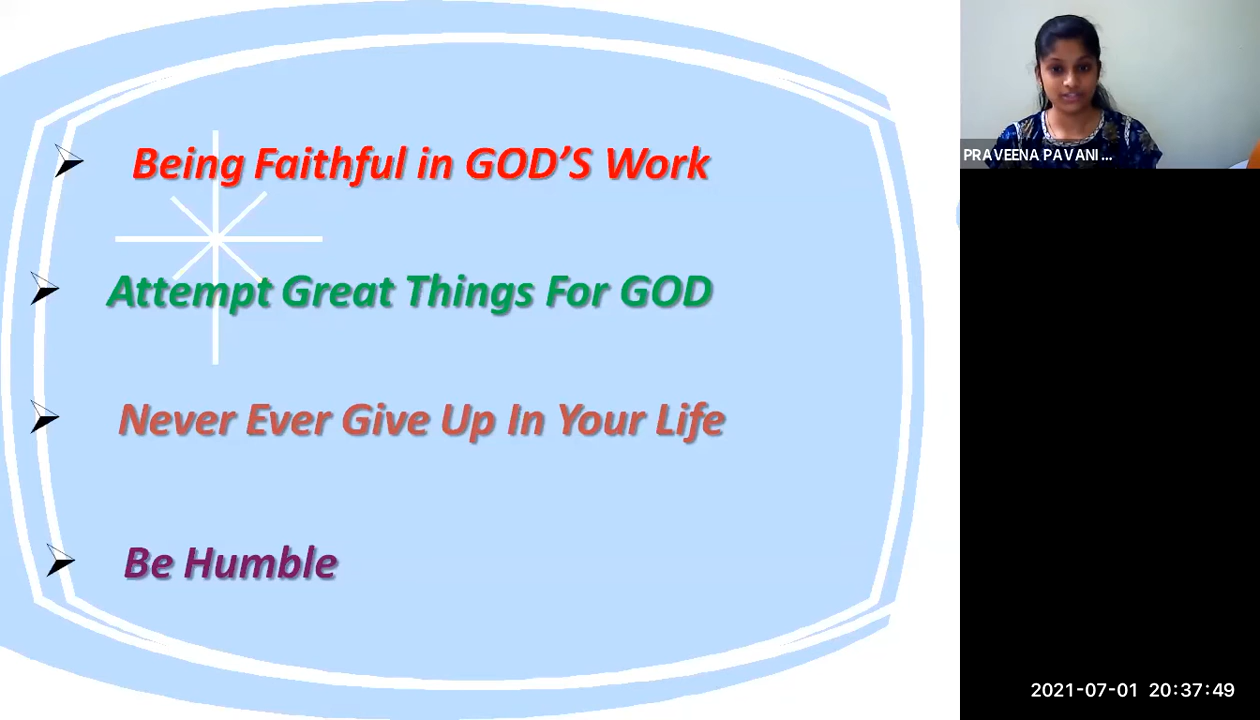 Being Faithful in GOD'S Work
Attempt Great Things For GOD
Never Ever Give Up In Your Life
Be Humble
PRAVEENA PAVANI...
2021-07-01 20:37:49